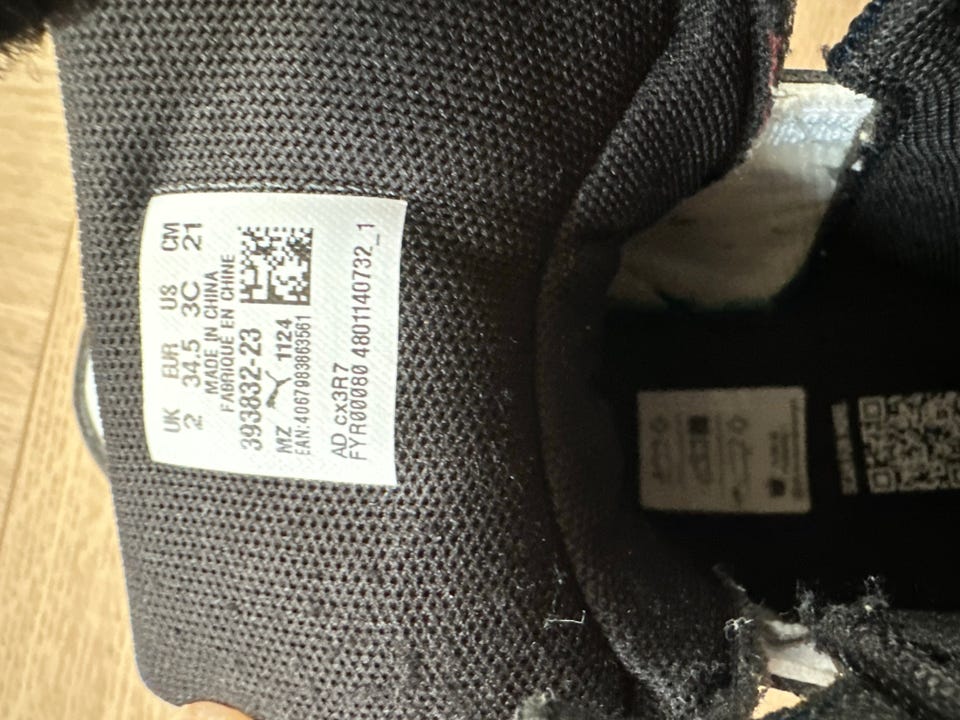 UK EUR US CM
2 34.5 3C 21
MADE IN CHINA
FABRIQUE EN CHINE
393832-23
MZ 1124
EAN:4067983863561
AD cx3R7
FYR00080 4801140732_1